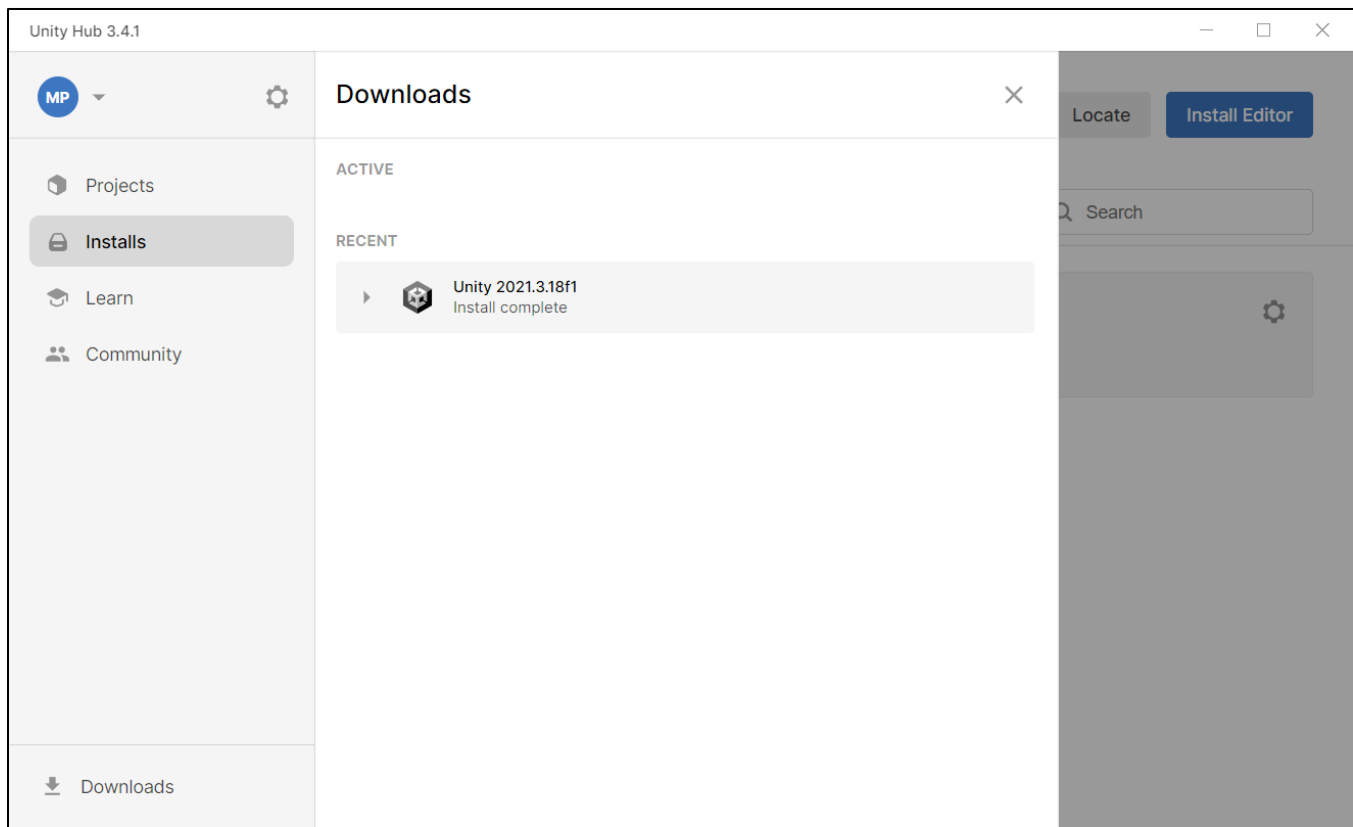 Unity Hub 3.4.1
MP
Projects
Installs
Learn
Community
Downloads
Downloads
ACTIVE
RECENT
Unity 2021.3.18f1
Install complete
Locate
Install Editor
Search